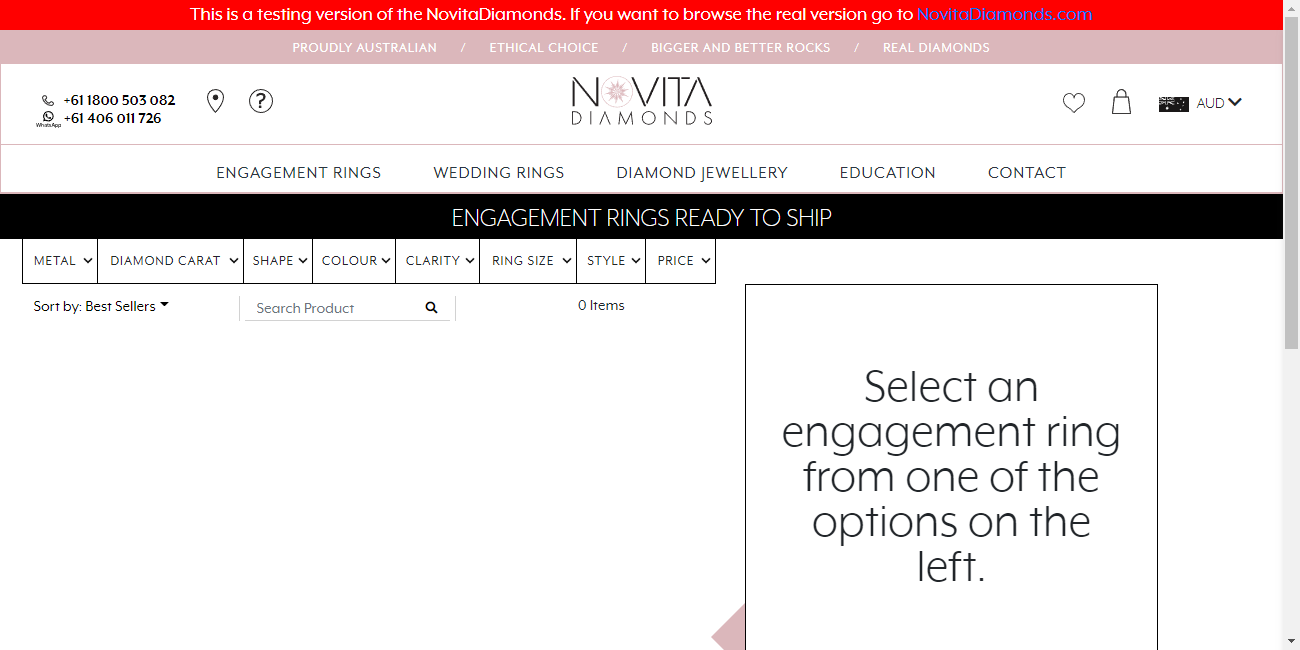 This is a testing version of the NovitaDiamonds. If you want to browse the real version go to NovitaDiamonds.com
PROUDLY AUSTRALIAN / ETHICAL CHOICE / BIGGER AND BETTER ROCKS / REAL DIAMONDS
+61 1800 503 082
WhatsApp +61 406 011 726
?
NOVITA
DIAMONDS
AUD
ENGAGEMENT RINGS WEDDING RINGS DIAMOND JEWELLERY EDUCATION CONTACT
ENGAGEMENT RINGS READY TO SHIP
METAL DIAMOND CARAT SHAPE COLOUR CLARITY RING SIZE STYLE PRICE
Sort by: Best Sellers Search Product 0 Items
Select an
engagement ring
from one of the
options on the
left.